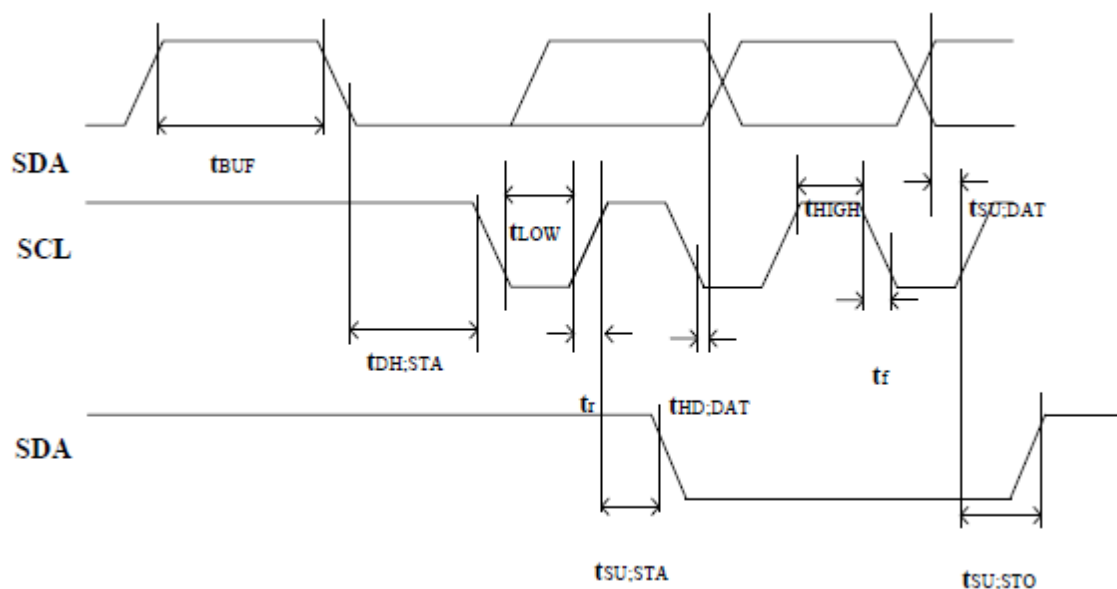 SDA
tBUF
tHIGH
tSU;DAT
SCL
tLOW
tDH;STA
tf
tr
tHD;DAT
SDA
tSU;STA
tSU;STO